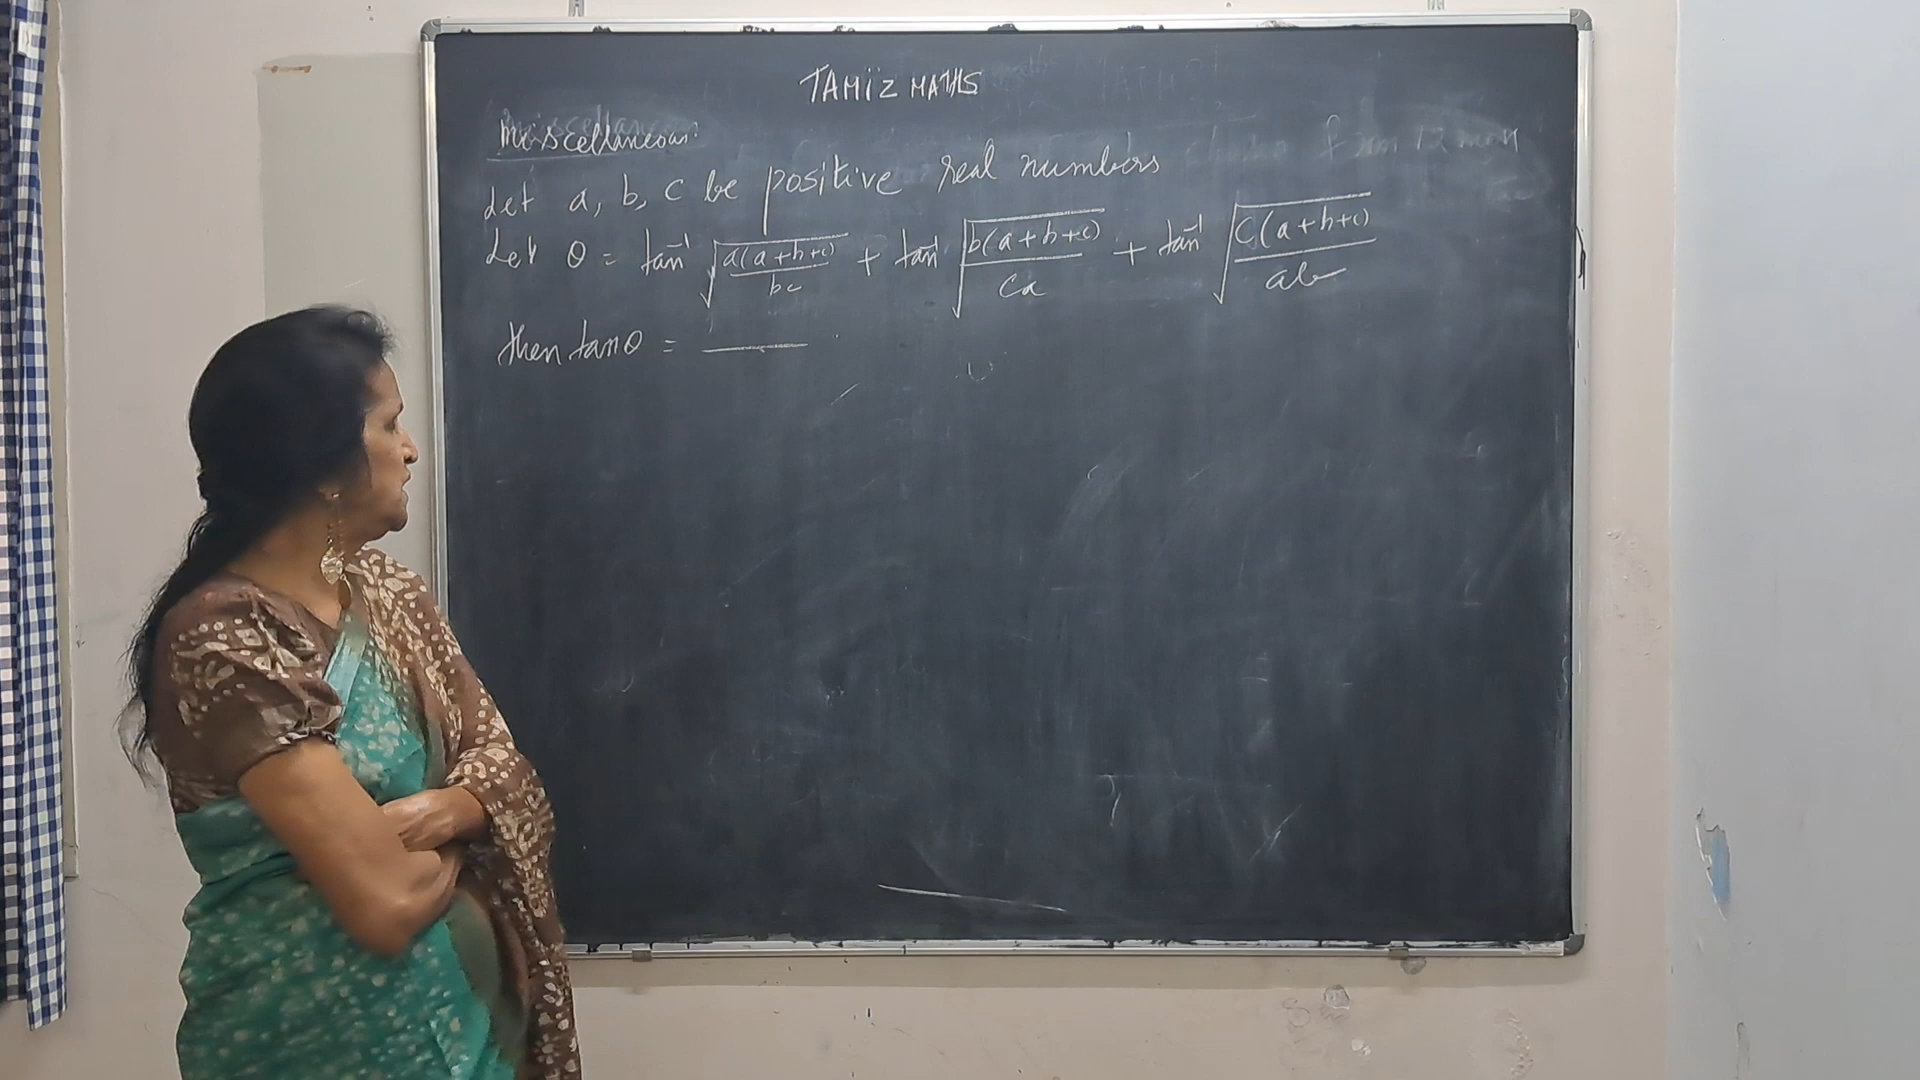 TAMIZ MATHS
Miscellaneous:
Let a, b, c be positive real numbers
Let θ = tan⁻¹ √(a(a+b+c)/bc) + tan⁻¹ √(b(a+b+c)/ca) + tan⁻¹ √(c(a+b+c)/ab)
then tan θ = ____